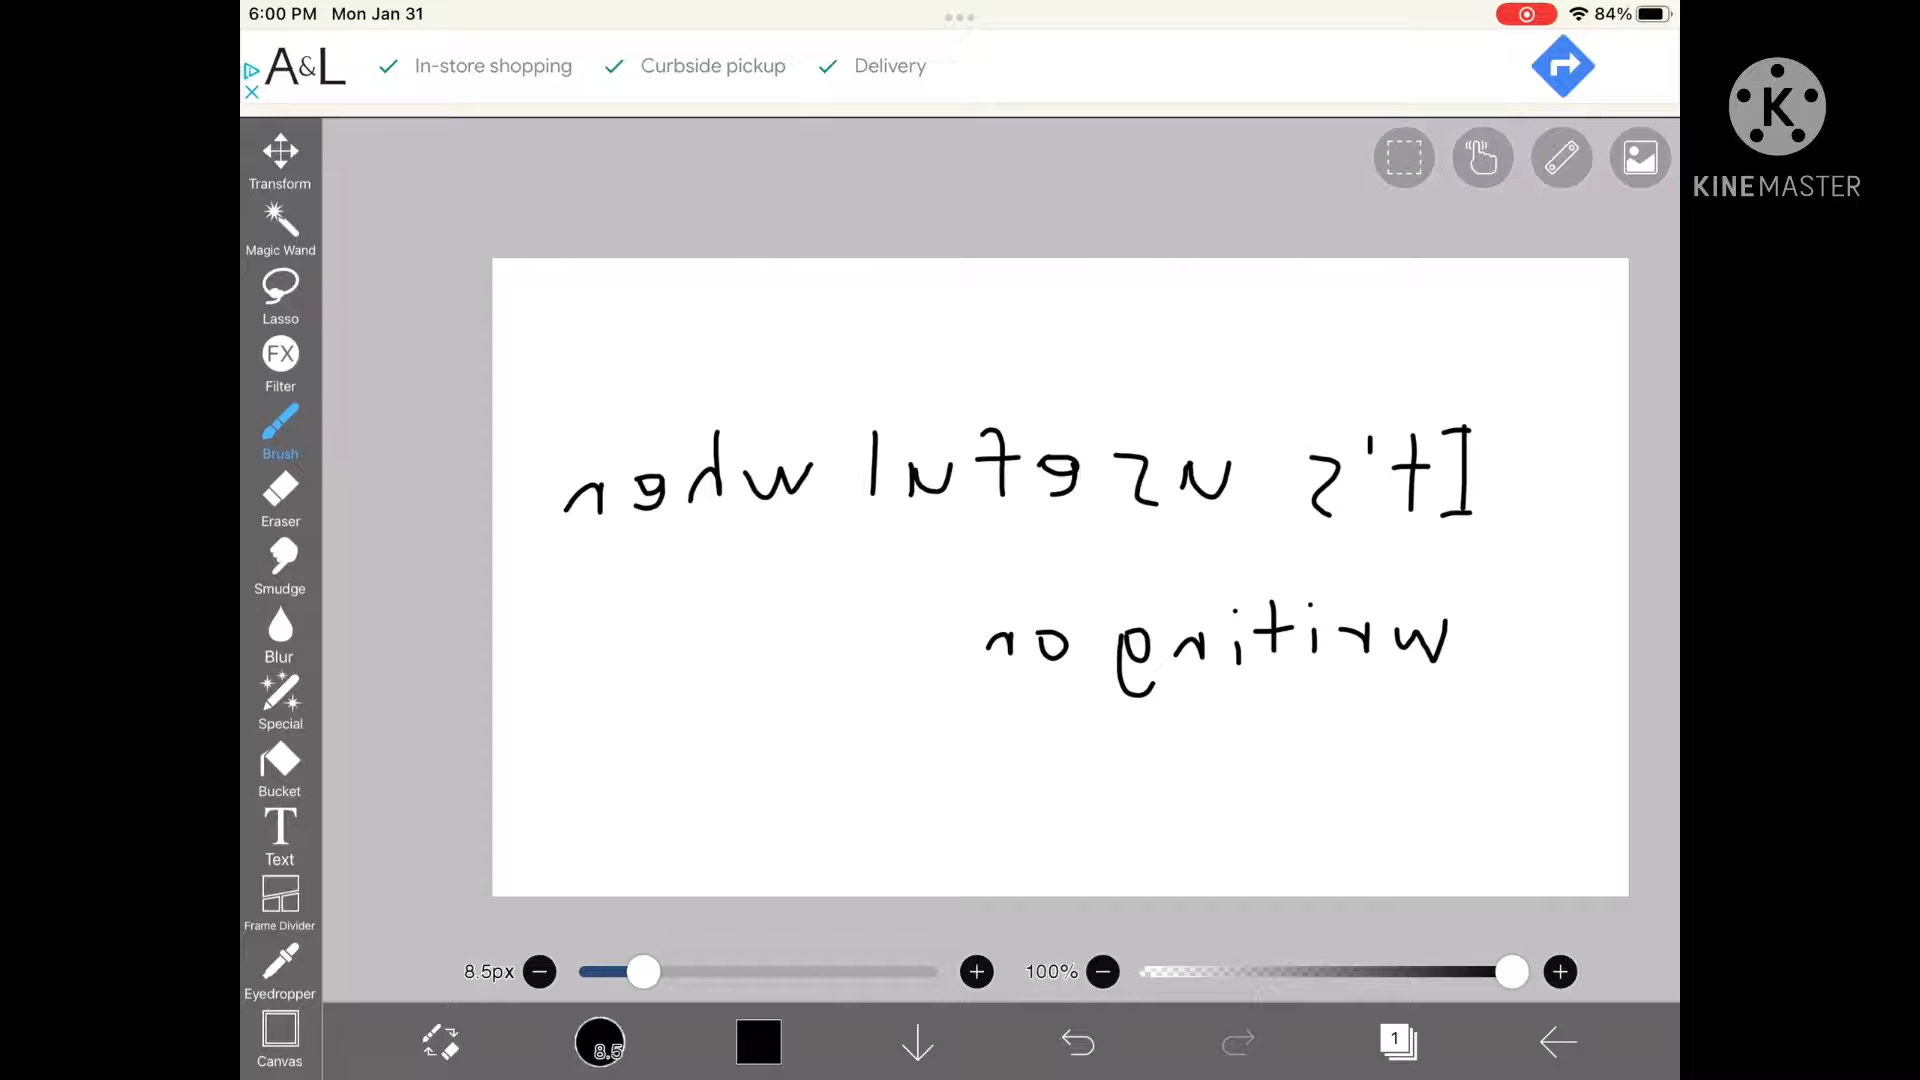 6:00 PM Mon Jan 31
84%
A&L
In-store shopping
Curbside pickup
Delivery
K
KINEMASTER
Transform
Magic Wand
Lasso
FX
Filter
Brush
Eraser
Smudge
Blur
Special
Bucket
T
Text
Frame Divider
Eyedropper
Canvas
It's useful when
writing on
8.5px
100%
8.5
1